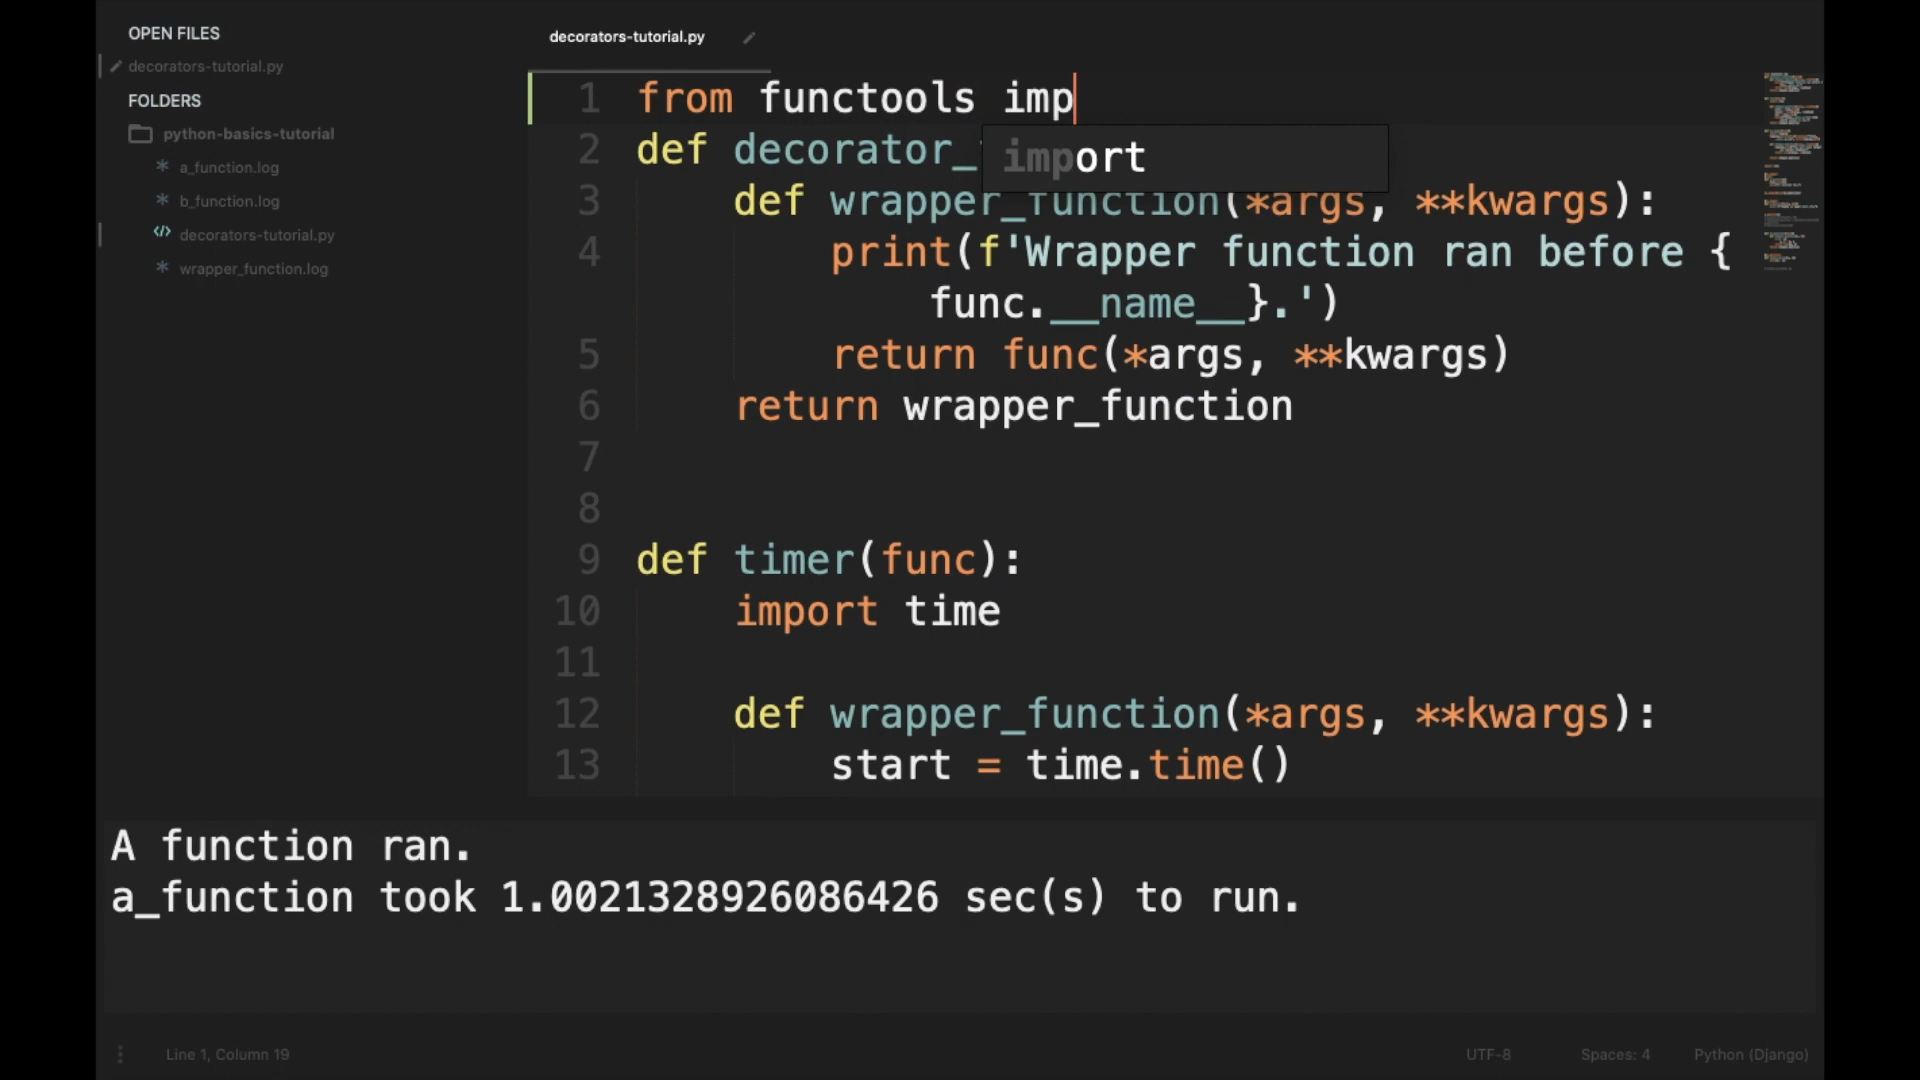 OPEN FILES
decorators-tutorial.py
FOLDERS
python-basics-tutorial
a_function.log
b_function.log
decorators-tutorial.py
wrapper_function.log
decorators-tutorial.py
1 from functools imp
import
2 def decorator_
3 def wrapper_function(*args, **kwargs):
4 print(f'Wrapper function ran before {
func.__name__}.')
5 return func(*args, **kwargs)
6 return wrapper_function
7
8
9 def timer(func):
10 import time
11
12 def wrapper_function(*args, **kwargs):
13 start = time.time()
A function ran.
a_function took 1.0021328926086426 sec(s) to run.
Line 1, Column 19
UTF-8
Spaces: 4
Python (Django)